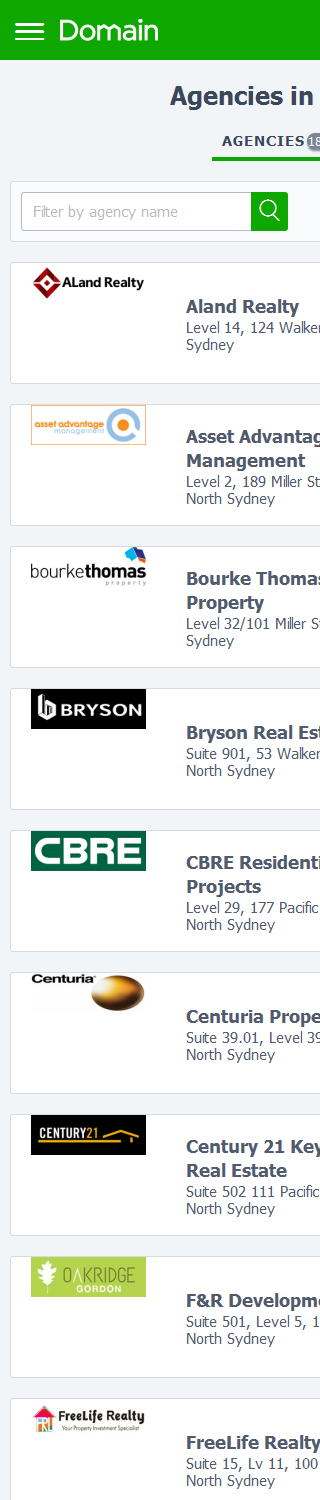 Domain
Agencies in
AGENCIES 18
Filter by agency name
ALand Realty
Aland Realty
Level 14, 124 Walker
Sydney
asset advantage
management
Asset Advantag
Management
Level 2, 189 Miller St
North Sydney
bourkethomas
property
Bourke Thomas
Property
Level 32/101 Miller S
Sydney
BRYSON
Bryson Real Est
Suite 901, 53 Walker
North Sydney
CBRE
CBRE Residenti
Projects
Level 29, 177 Pacific
North Sydney
Centuria
Centuria Prope
Suite 39.01, Level 39
North Sydney
CENTURY 21
Century 21 Key
Real Estate
Suite 502 111 Pacific
North Sydney
OAKRIDGE
GORDON
F&R Developme
Suite 501, Level 5, 1
North Sydney
FreeLife Realty
Your Property Investment Specialist
FreeLife Realty
Suite 15, Lv 11, 100
North Sydney